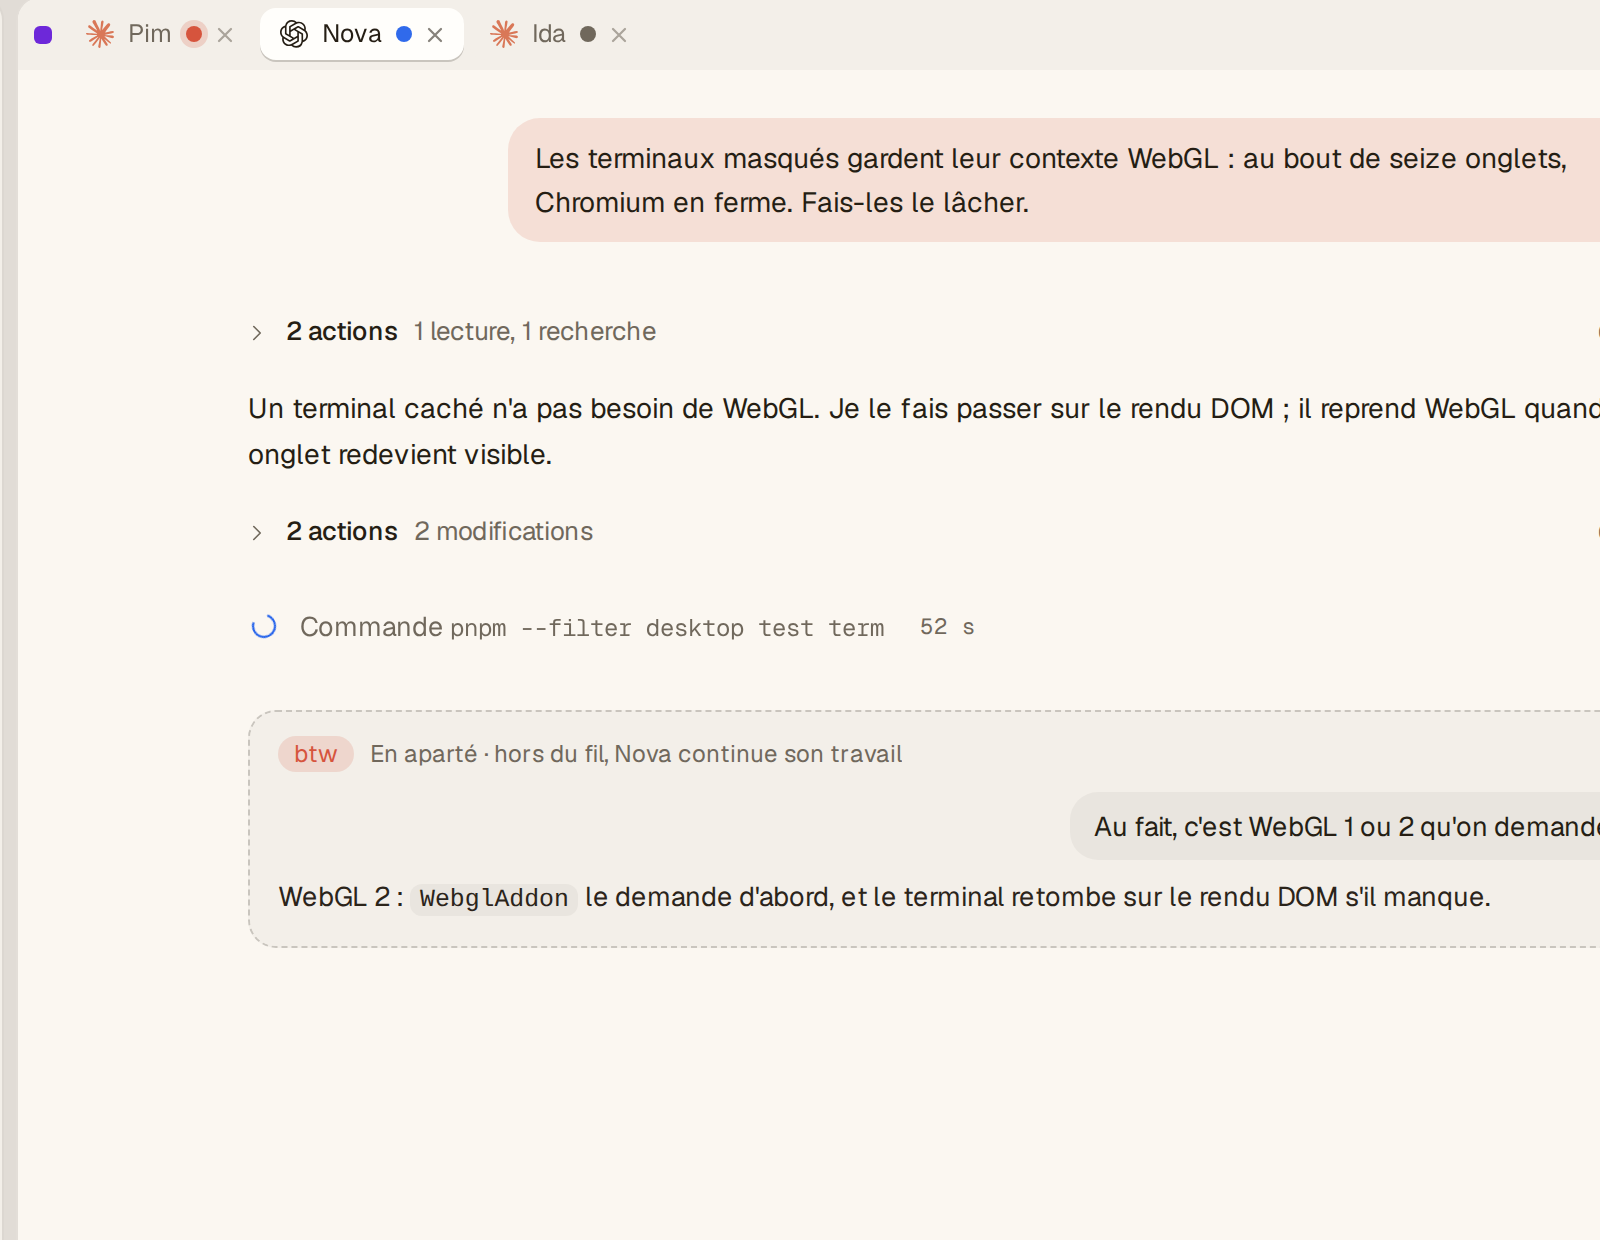 Pim
Nova
Ida
Les terminaux masqués gardent leur contexte WebGL : au bout de seize onglets,
Chromium en ferme. Fais-les le lâcher.
2 actions 1 lecture, 1 recherche
Un terminal caché n'a pas besoin de WebGL. Je le fais passer sur le rendu DOM ; il reprend WebGL quand
onglet redevient visible.
2 actions 2 modifications
Commande pnpm --filter desktop test term 52 s
btw En aparté · hors du fil, Nova continue son travail
Au fait, c'est WebGL 1 ou 2 qu'on demande
WebGL 2 : WebglAddon le demande d'abord, et le terminal retombe sur le rendu DOM s'il manque.